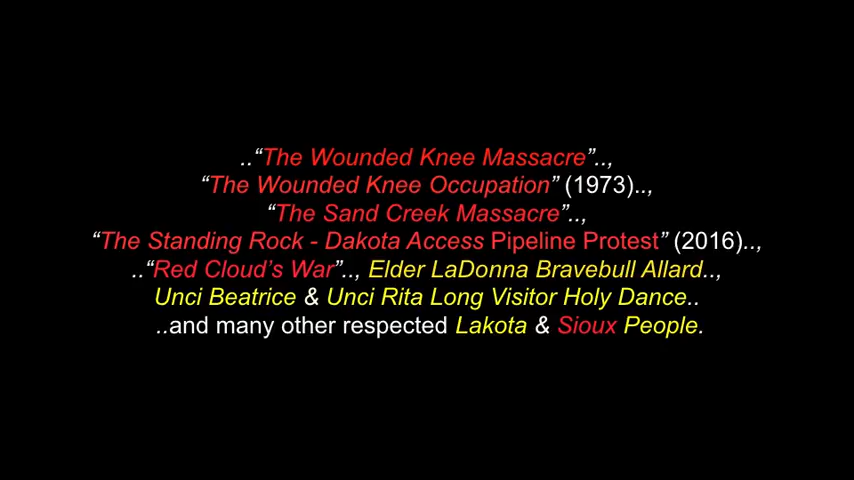 ..“The Wounded Knee Massacre”..,
“The Wounded Knee Occupation” (1973)..,
“The Sand Creek Massacre”..,
“The Standing Rock - Dakota Access Pipeline Protest” (2016)..,
..“Red Cloud’s War”.., Elder LaDonna Bravebull Allard..,
Unci Beatrice & Unci Rita Long Visitor Holy Dance..
..and many other respected Lakota & Sioux People.